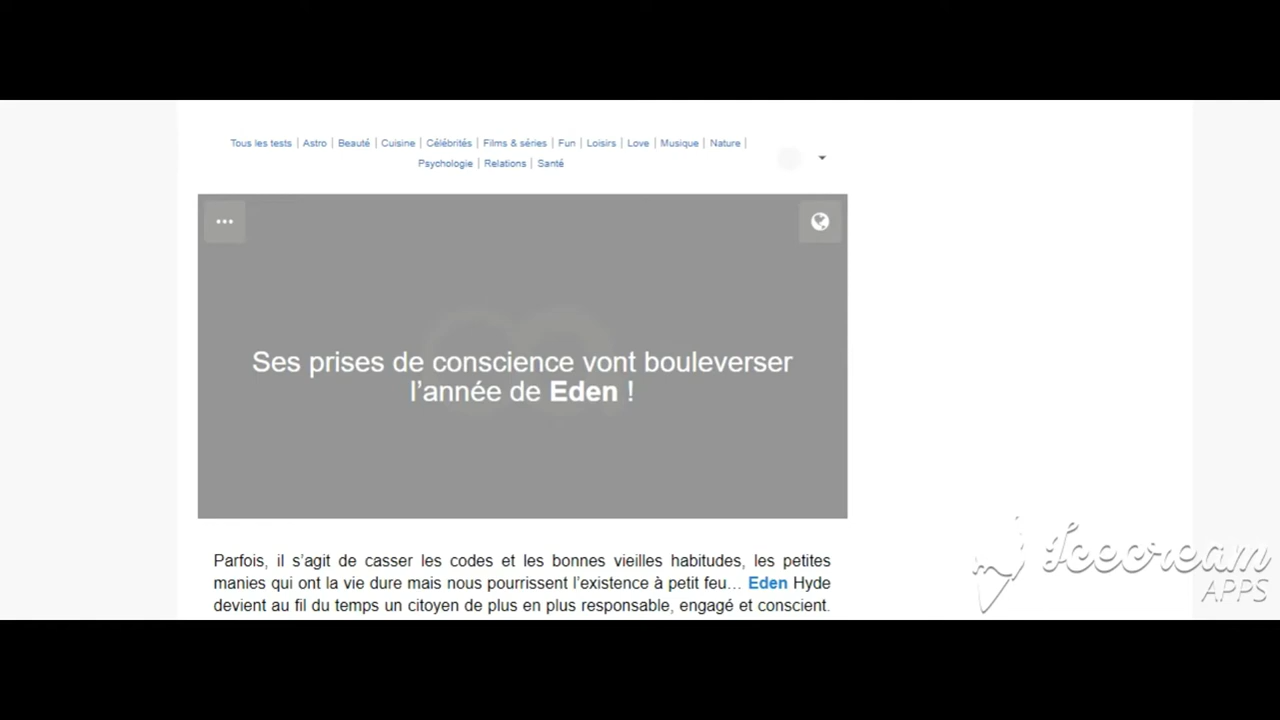 Tous les tests | Astro | Beauté | Cuisine | Célébrités | Films & séries | Fun | Loisirs | Love | Musique | Nature |
Psychologie | Relations | Santé
Ses prises de conscience vont bouleverser
l’année de Eden !
Parfois, il s’agit de casser les codes et les bonnes vieilles habitudes, les petites
manies qui ont la vie dure mais nous pourrissent l’existence à petit feu… Eden Hyde
devient au fil du temps un citoyen de plus en plus responsable, engagé et conscient.
Icecream
APPS